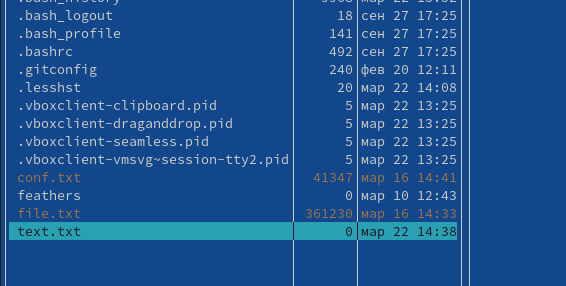 .bash_logout 18 сен 27 17:25
.bash_profile 141 сен 27 17:25
.bashrc 492 сен 27 17:25
.gitconfig 240 фев 20 12:11
.lesshst 20 мар 22 14:08
.vboxclient-clipboard.pid 5 мар 22 13:25
.vboxclient-draganddrop.pid 5 мар 22 13:25
.vboxclient-seamless.pid 5 мар 22 13:25
.vboxclient-vmsvg~session-tty2.pid 5 мар 22 13:25
conf.txt 41347 мар 16 14:41
feathers 0 мар 10 12:43
file.txt 361230 мар 16 14:33
text.txt 0 мар 22 14:38